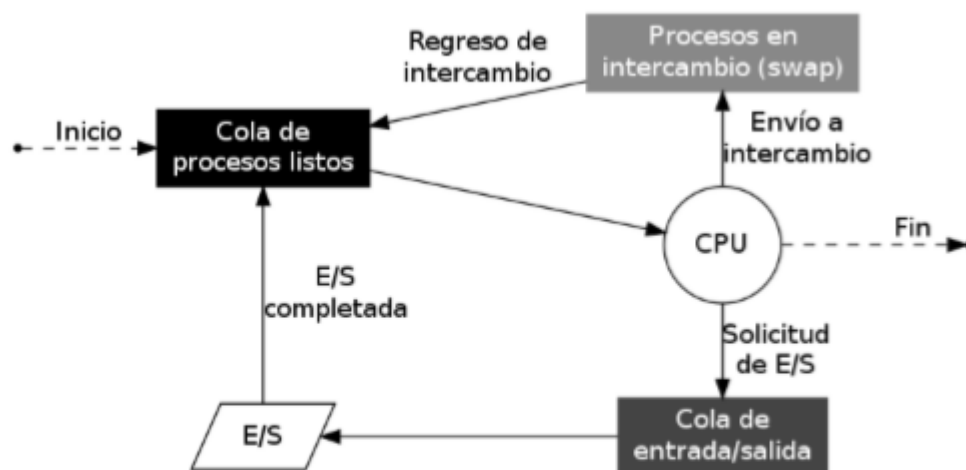 Regreso de
intercambio
Procesos en
intercambio (swap)
Inicio
Cola de
procesos listos
Envío a
intercambio
CPU
Fin
E/S
completada
Solicitud
de E/S
E/S
Cola de
entrada/salida